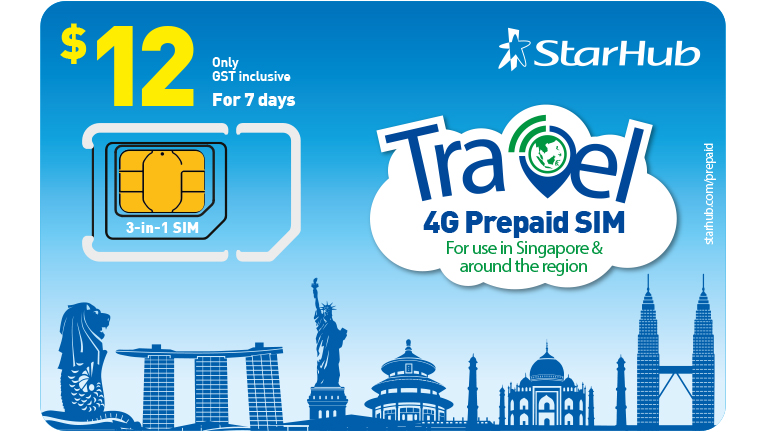 $12
Only
GST inclusive
For 7 days
StarHub
3-in-1 SIM
Travel
4G Prepaid SIM
For use in Singapore &
around the region
starhub.com/prepaid